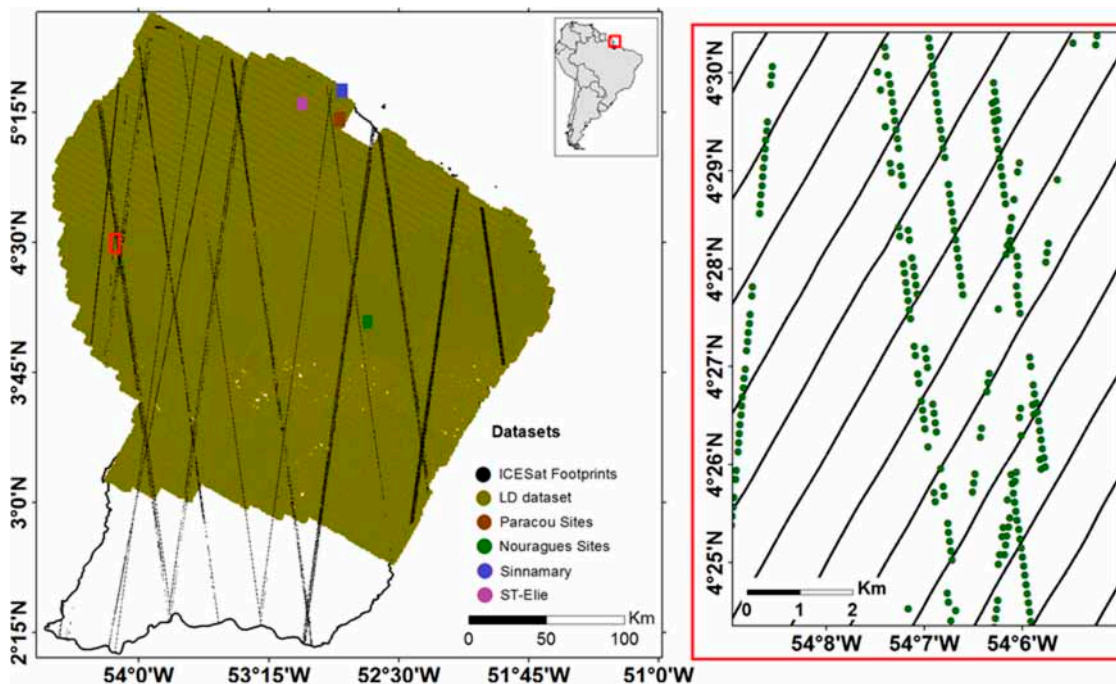 5°15'N
4°30'N
3°45'N
3°0'N
2°15'N
54°0'W
53°15'W
52°30'W
51°45'W
51°0'W
Datasets
ICESat Footprints
LD dataset
Paracou Sites
Nouragues Sites
Sinnamary
ST-Elie
Km
0
50
100
4°30'N
4°29'N
4°28'N
4°27'N
4°26'N
4°25'N
Km
0
1
2
54°8'W
54°7'W
54°6'W